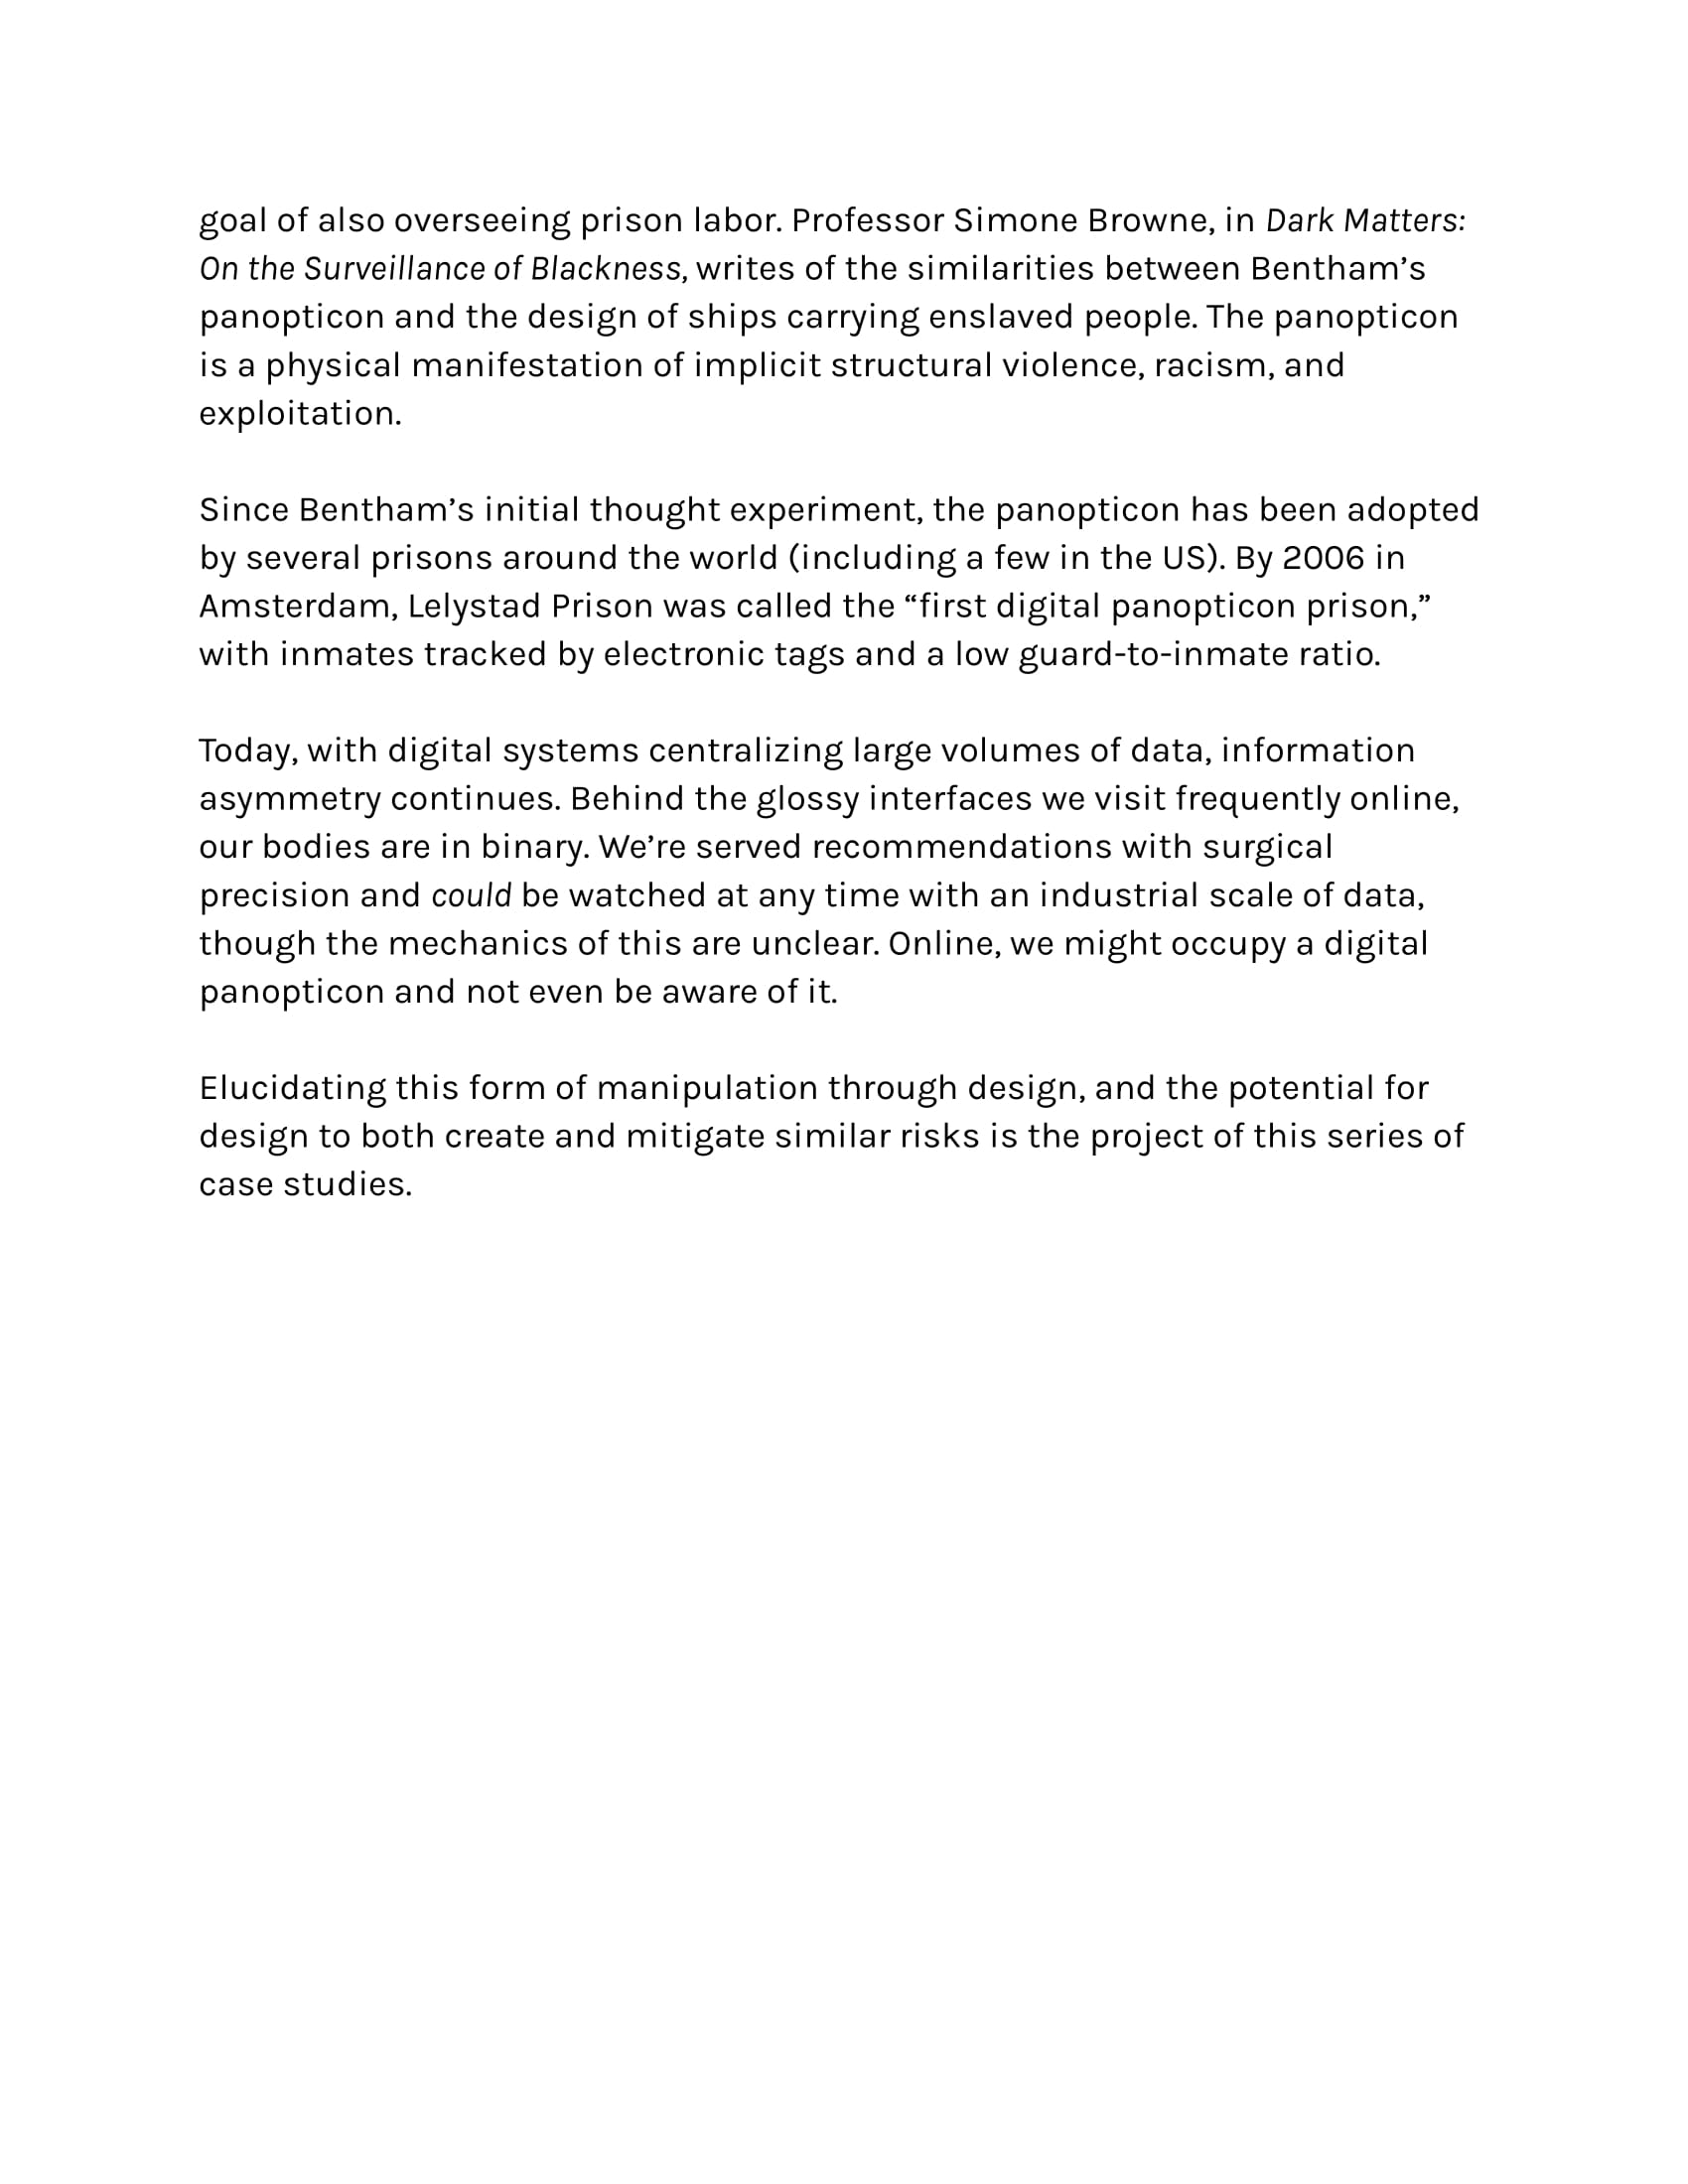 goal of also overseeing prison labor. Professor Simone Browne, in Dark Matters:
On the Surveillance of Blackness, writes of the similarities between Bentham’s
panopticon and the design of ships carrying enslaved people. The panopticon
is a physical manifestation of implicit structural violence, racism, and
exploitation.
Since Bentham’s initial thought experiment, the panopticon has been adopted
by several prisons around the world (including a few in the US). By 2006 in
Amsterdam, Lelystad Prison was called the “first digital panopticon prison,”
with inmates tracked by electronic tags and a low guard-to-inmate ratio.
Today, with digital systems centralizing large volumes of data, information
asymmetry continues. Behind the glossy interfaces we visit frequently online,
our bodies are in binary. We’re served recommendations with surgical
precision and could be watched at any time with an industrial scale of data,
though the mechanics of this are unclear. Online, we might occupy a digital
panopticon and not even be aware of it.
Elucidating this form of manipulation through design, and the potential for
design to both create and mitigate similar risks is the project of this series of
case studies.